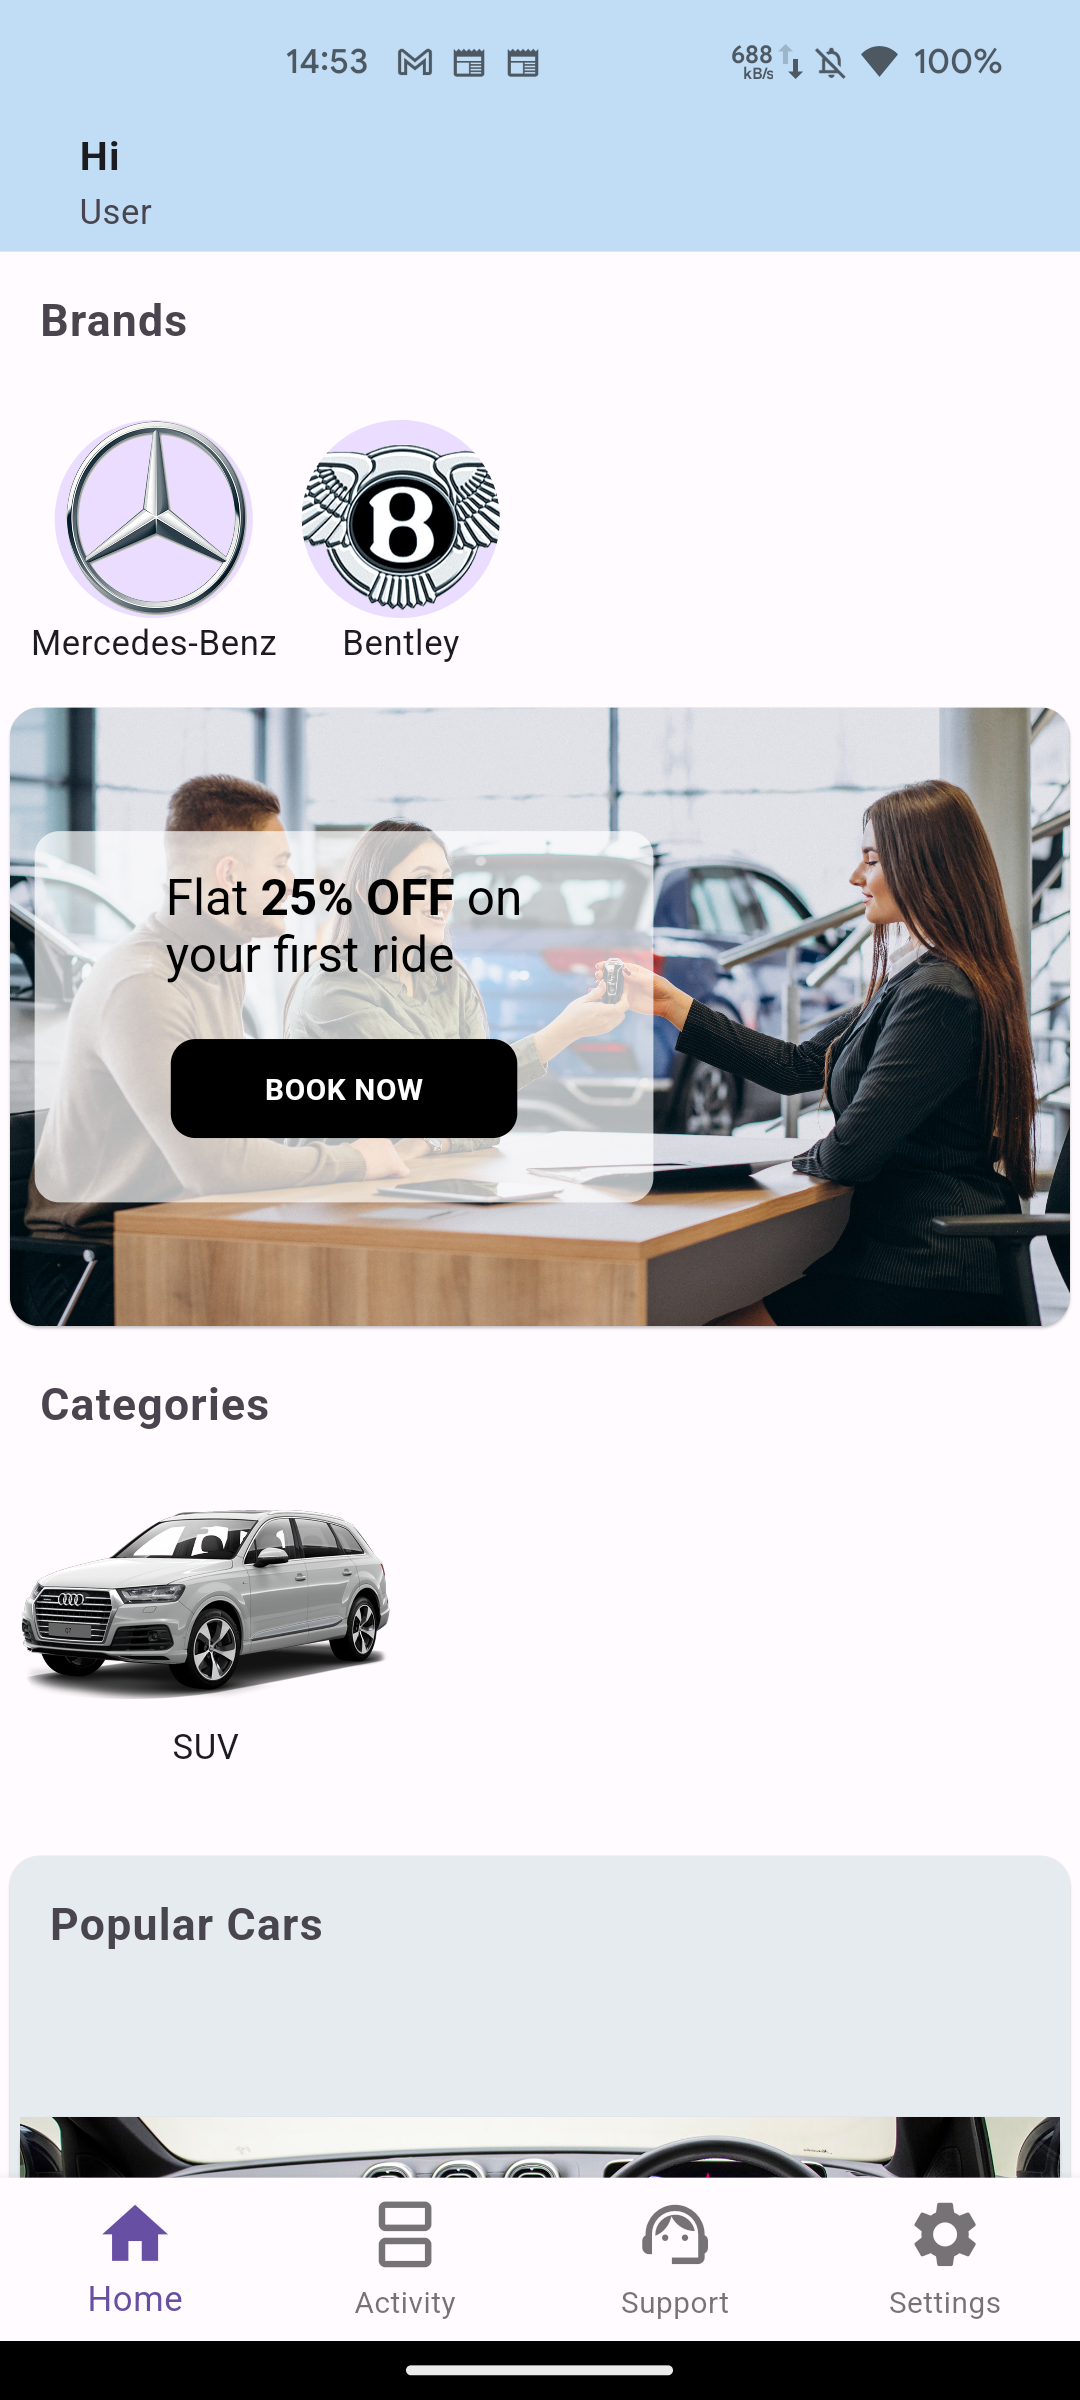 14:53
688
kB/s
100%
Hi
User
Brands
B
Mercedes-Benz
Bentley
Flat 25% OFF on
your first ride
BOOK NOW
Categories
SUV
Popular Cars
Home
Activity
Support
Settings